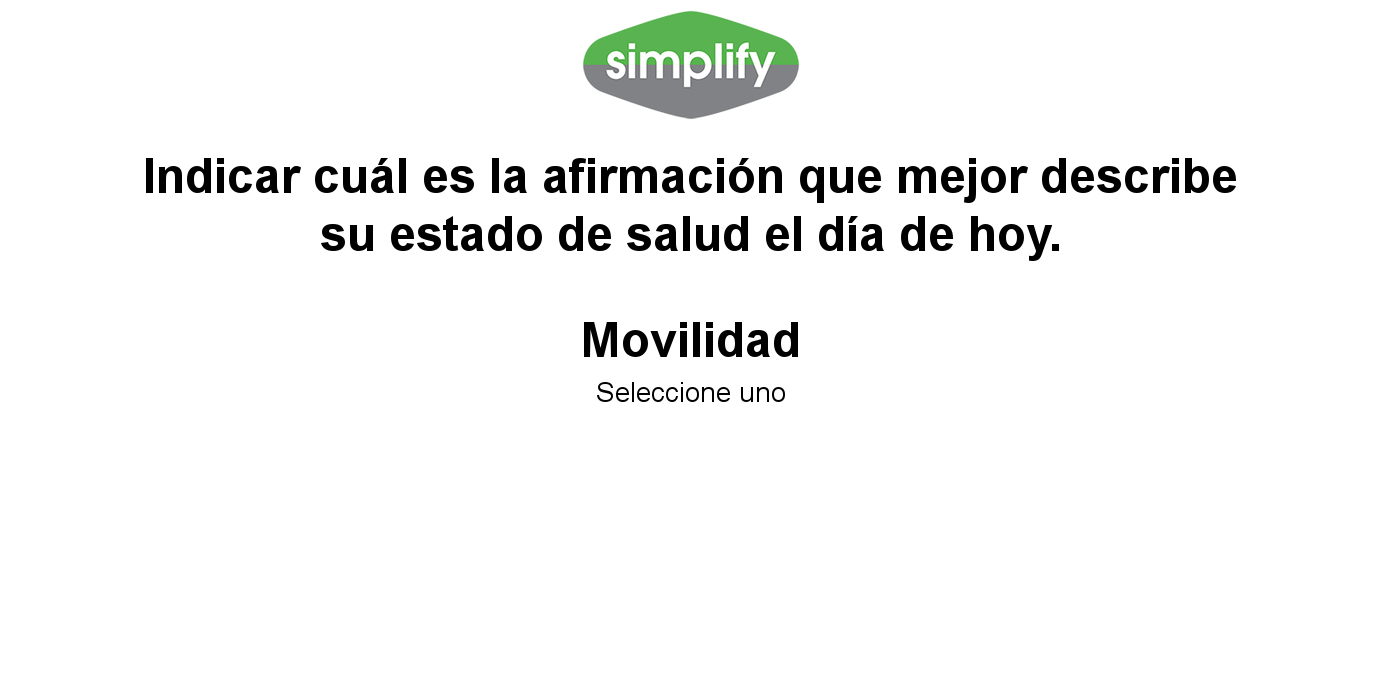 simplify
Indicar cuál es la afirmación que mejor describe
su estado de salud el día de hoy.
Movilidad
Seleccione uno